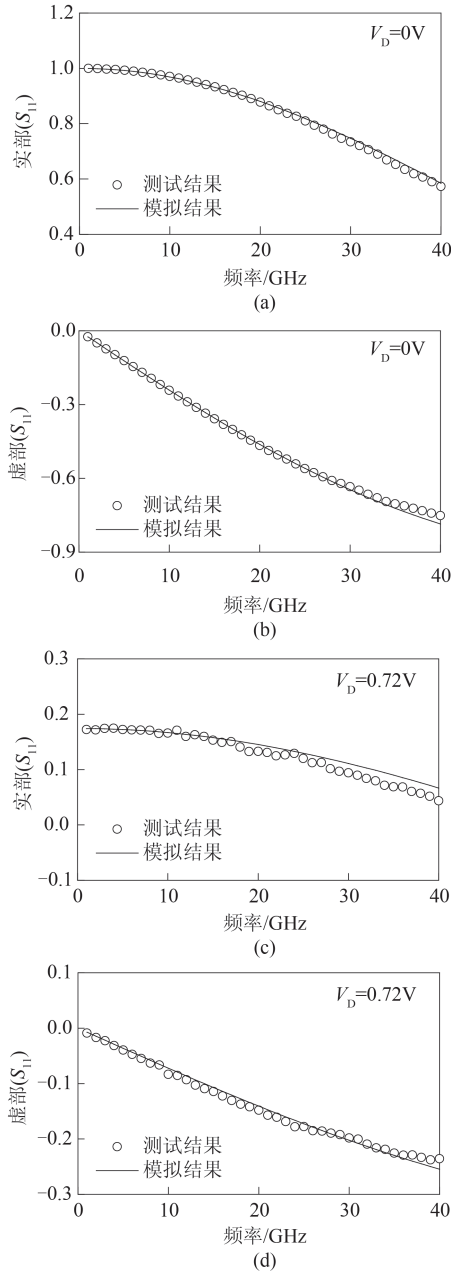 1.2
V_D=0V
1.0
0.8
实部(S₁₁)
0.6
测试结果
模拟结果
0.4
0 10 20 30 40
频率/GHz
(a)
0.0
V_D=0V
−0.3
虚部(S₁₁)
−0.6
测试结果
模拟结果
−0.9
0 10 20 30 40
频率/GHz
(b)
0.3
V_D=0.72V
0.2
实部(S₁₁)
0.1
0.0
测试结果
模拟结果
−0.1
0 10 20 30 40
频率/GHz
(c)
0.1
V_D=0.72V
0.0
虚部(S₁₁)
−0.1
−0.2
测试结果
模拟结果
−0.3
0 10 20 30 40
频率/GHz
(d)